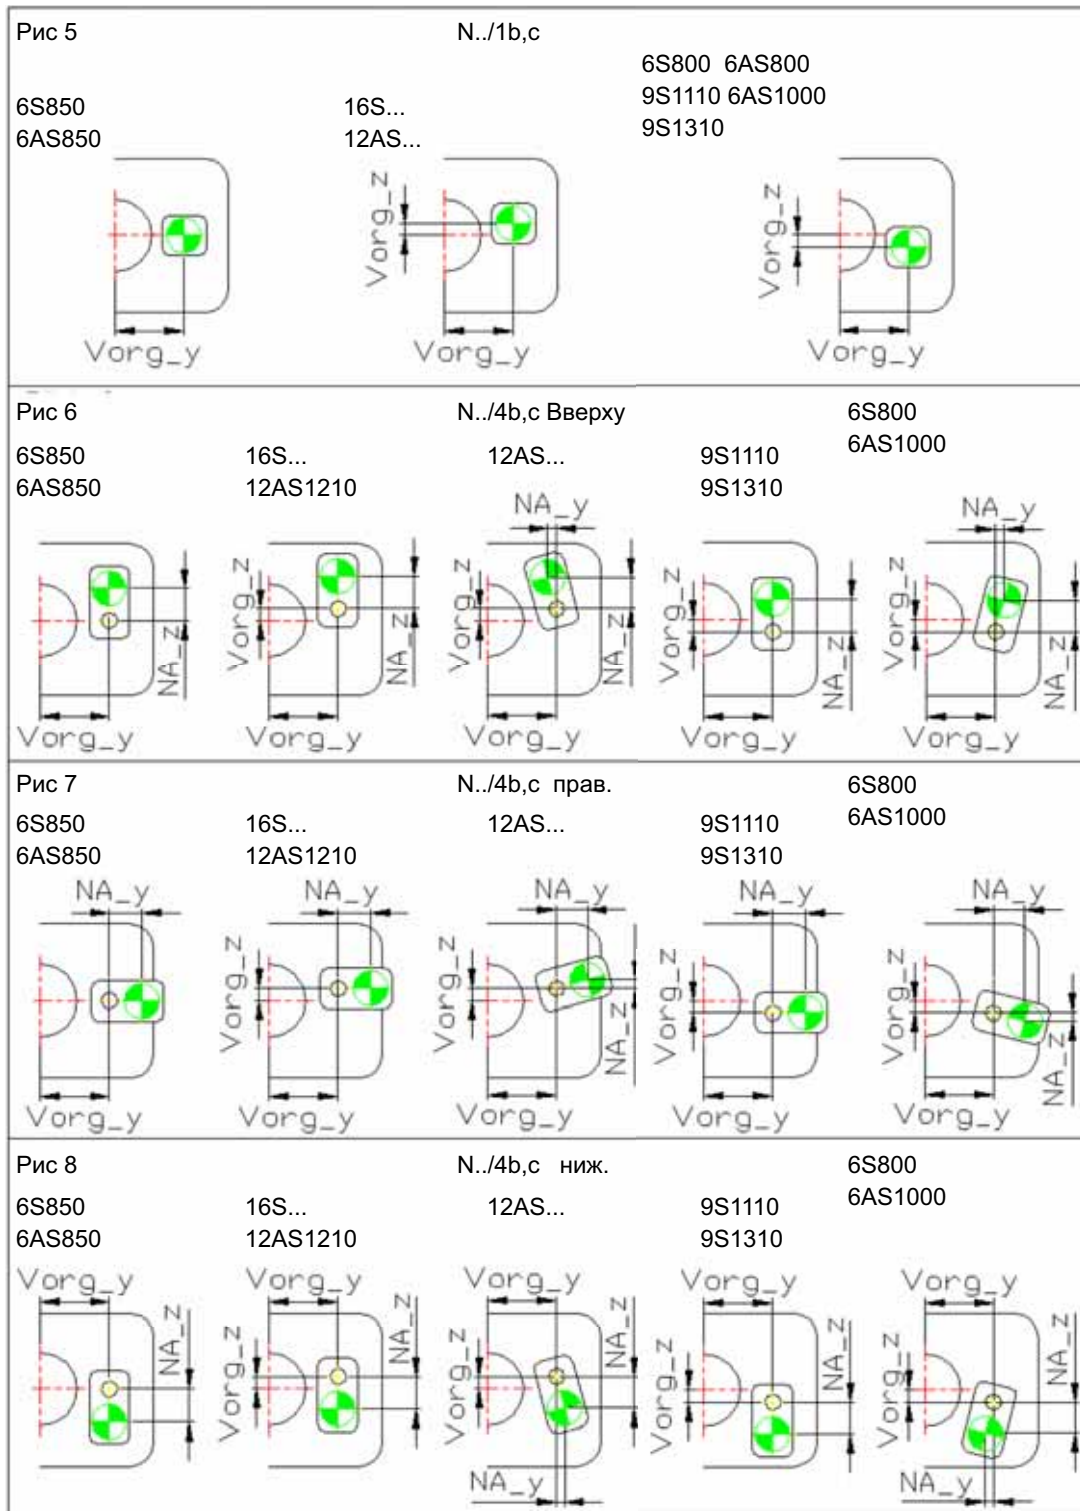 Рис 5 N../1b,c
6S800 6AS800
6S850 16S... 9S1110 6AS1000
6AS850 12AS... 9S1310
Vorg_z Vorg_z
Vorg_y Vorg_y Vorg_y
Рис 6 N../4b,c Вверху 6S800
6S850 16S... 12AS... 9S1110 6AS1000
6AS850 12AS1210 9S1310
NA_y NA_y
Vorg_z Vorg_z Vorg_z Vorg_z
NA_z NA_z NA_z NA_z NA_z
Vorg_y Vorg_y Vorg_y Vorg_y Vorg_y
Рис 7 N../4b,c прав. 6S800
6S850 16S... 12AS... 9S1110 6AS1000
6AS850 12AS1210 9S1310
NA_y NA_y NA_y NA_y NA_y
Vorg_z Vorg_z Vorg_z Vorg_z
NA_z NA_z
Vorg_y Vorg_y Vorg_y Vorg_y Vorg_y
Рис 8 N../4b,c ниж. 6S800
6S850 16S... 12AS... 9S1110 6AS1000
6AS850 12AS1210 9S1310
Vorg_y Vorg_y Vorg_y Vorg_y Vorg_y
Vorg_z Vorg_z Vorg_z Vorg_z
NA_z NA_z NA_z NA_z NA_z
NA_y NA_y